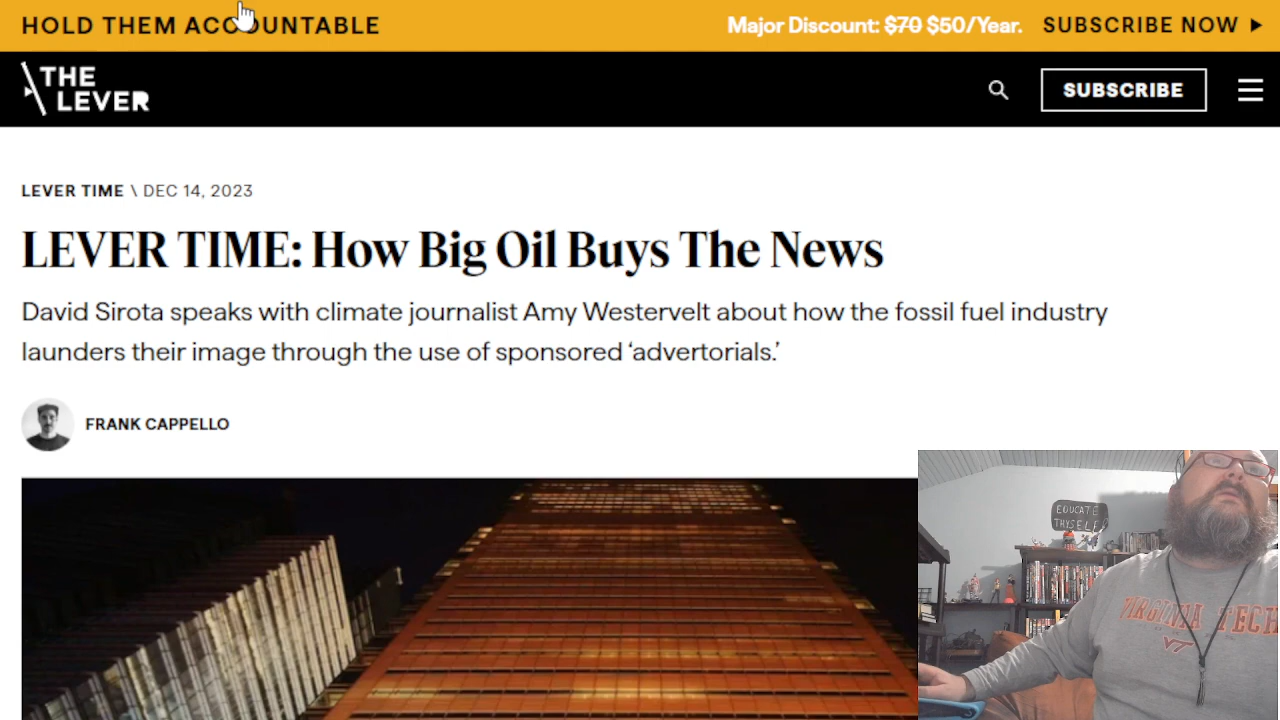 HOLD THEM ACCOUNTABLE
Major Discount: $70 $50/Year.
SUBSCRIBE NOW ▶
THE
LEVER
SUBSCRIBE
LEVER TIME \ DEC 14, 2023
LEVER TIME: How Big Oil Buys The News
David Sirota speaks with climate journalist Amy Westervelt about how the fossil fuel industry
launders their image through the use of sponsored ‘advertorials.’
FRANK CAPPELLO
EDUCATE
THYSELF
VIRGINIA TECH
VT